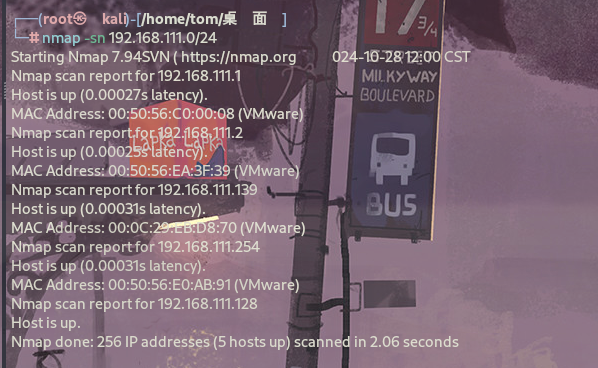 (root㉿kali)-[/home/tom/桌面]
# nmap -sn 192.168.111.0/24
Starting Nmap 7.94SVN ( https://nmap.org 024-10-28 12:00 CST
Nmap scan report for 192.168.111.1
Host is up (0.00027s latency).
MAC Address: 00:50:56:C0:00:08 (VMware)
Nmap scan report for 192.168.111.2
Host is up (0.00025s latency).
MAC Address: 00:50:56:EA:3F:39 (VMware)
Nmap scan report for 192.168.111.139
Host is up (0.00031s latency).
MAC Address: 00:0C:29:EB:D8:70 (VMware)
Nmap scan report for 192.168.111.254
Host is up (0.00031s latency).
MAC Address: 00:50:56:E0:AB:91 (VMware)
Nmap scan report for 192.168.111.128
Host is up.
Nmap done: 256 IP addresses (5 hosts up) scanned in 2.06 seconds
17 3/4
MILKYWAY
BOULEVARD
BUS